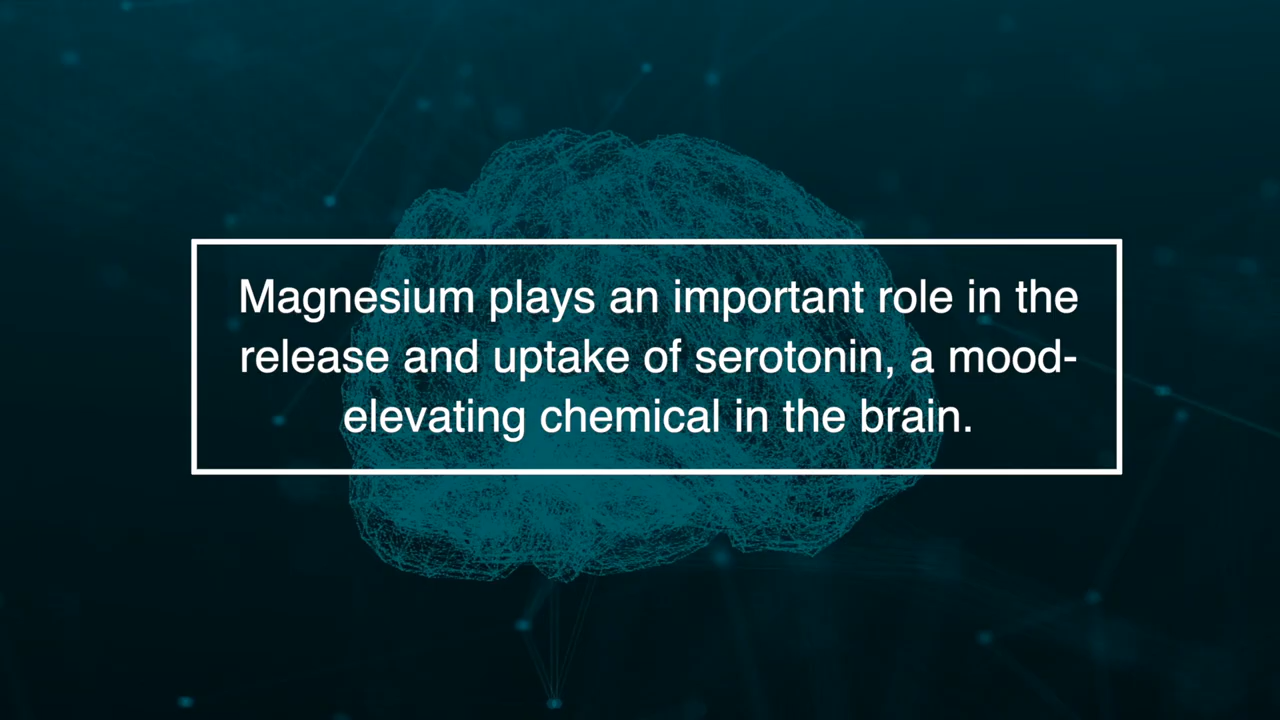 Magnesium plays an important role in the
release and uptake of serotonin, a mood-
elevating chemical in the brain.